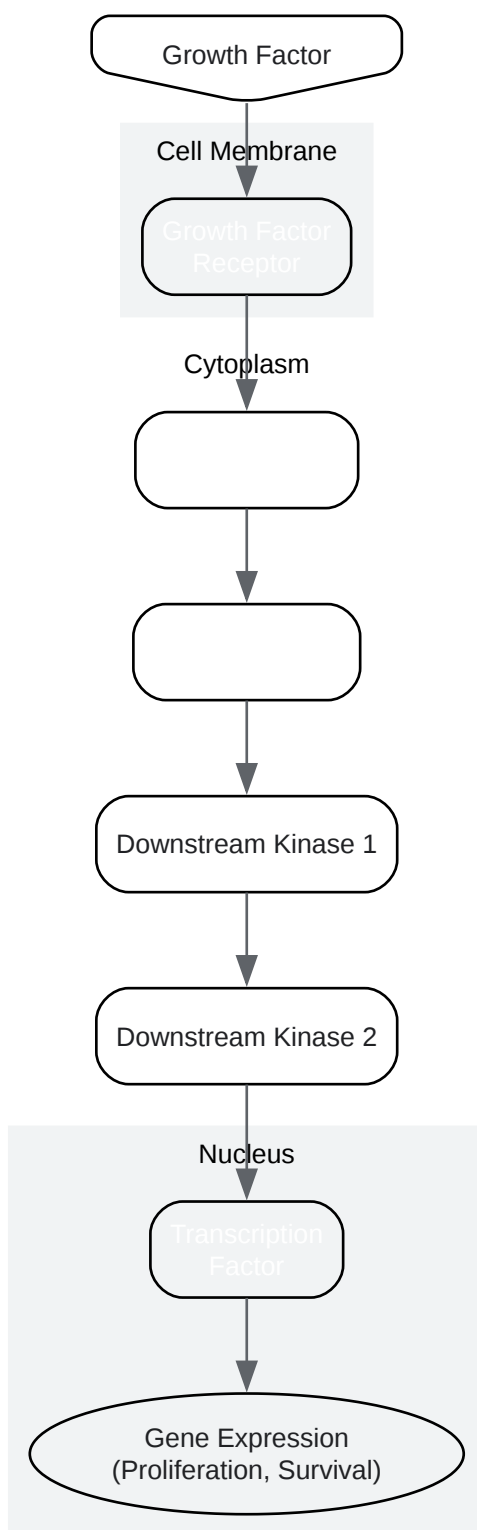 Growth Factor
Cell Membrane
Growth Factor
Receptor
Cytoplasm
Downstream Kinase 1
Downstream Kinase 2
Nucleus
Transcription
Factor
Gene Expression
(Proliferation, Survival)